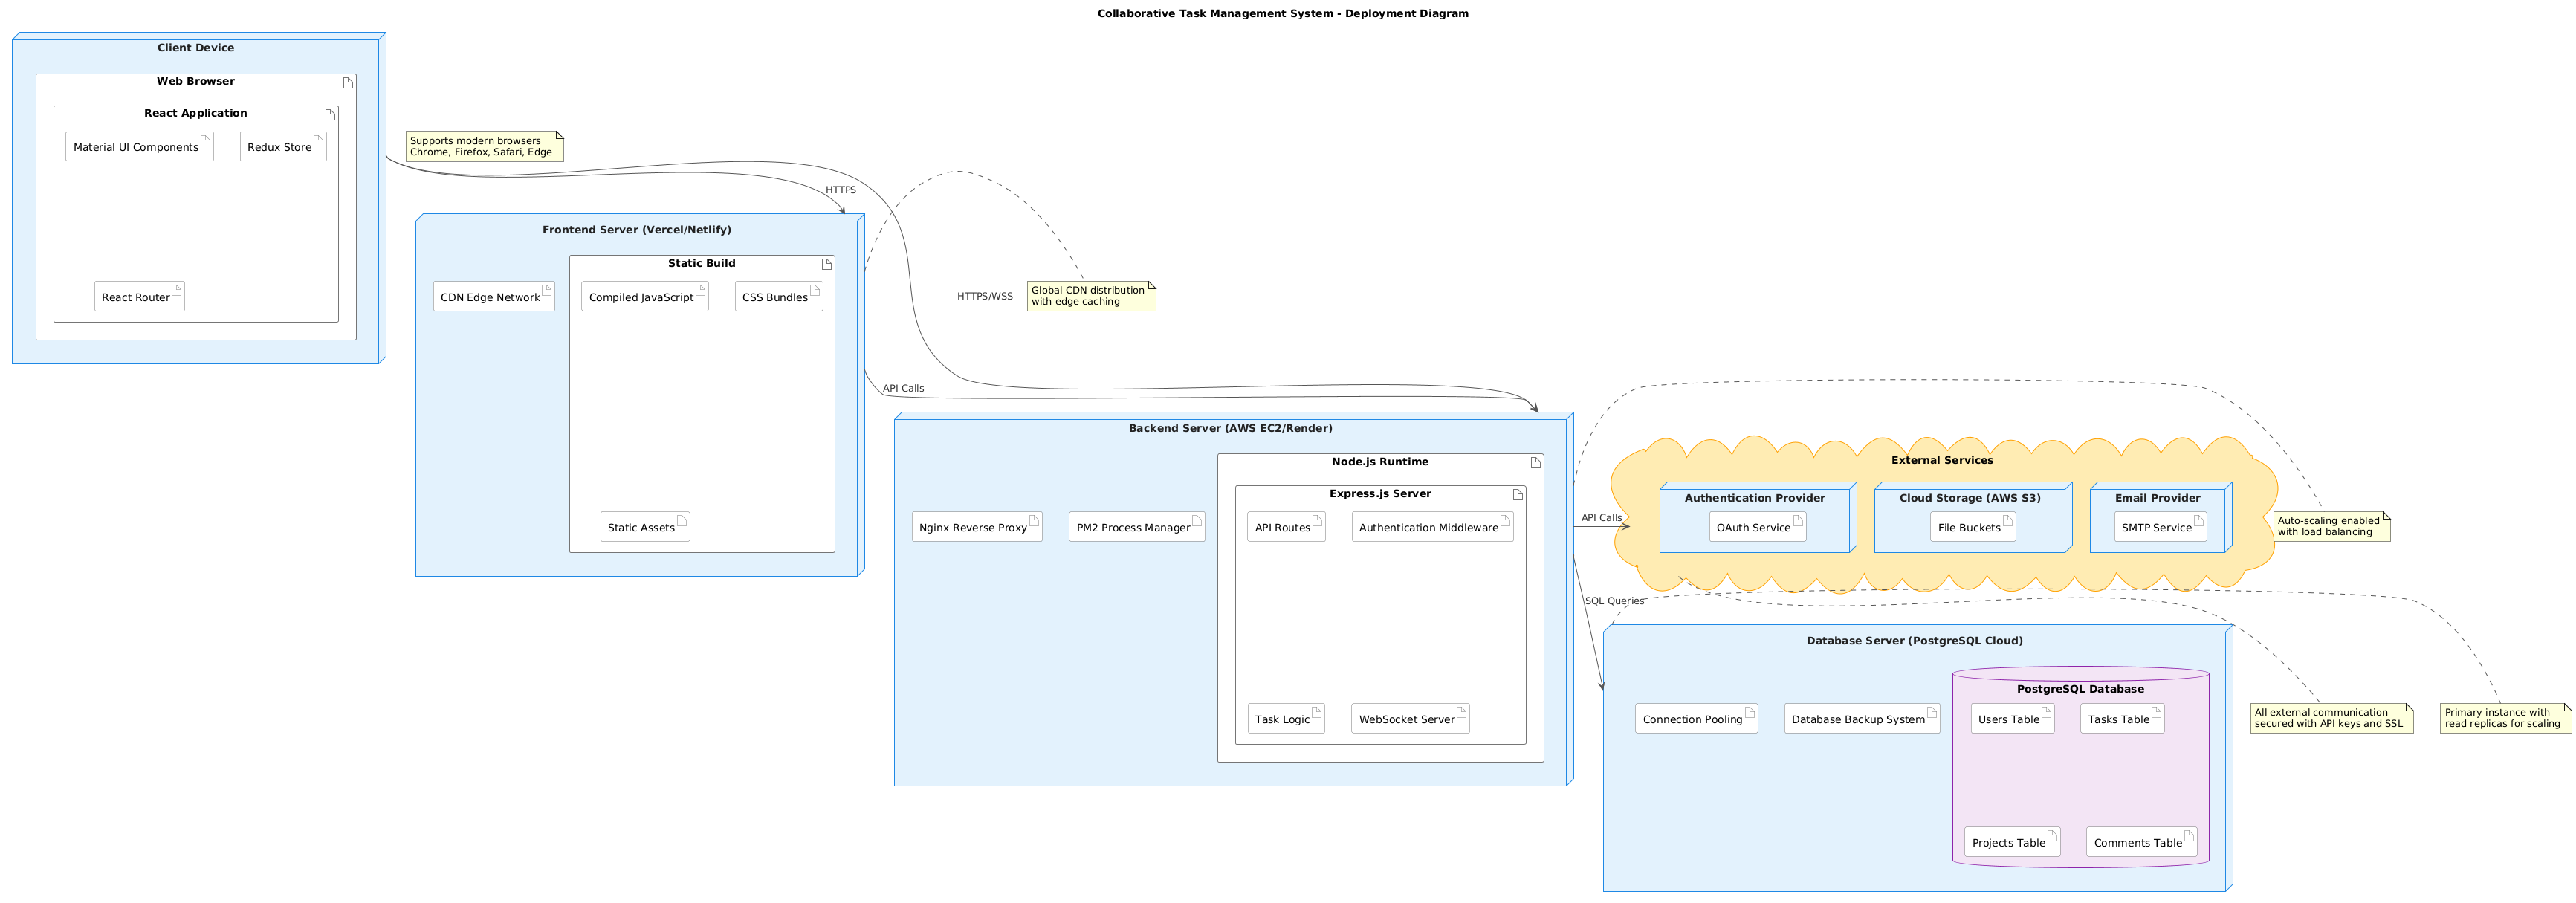 Collaborative Task Management System - Deployment Diagram
Client Device
Web Browser
React Application
Material UI Components
Redux Store
React Router
Supports modern browsers
Chrome, Firefox, Safari, Edge
HTTPS
Frontend Server (Vercel/Netlify)
CDN Edge Network
Static Build
Compiled JavaScript
CSS Bundles
Static Assets
HTTPS/WSS
Global CDN distribution
with edge caching
API Calls
Backend Server (AWS EC2/Render)
Nginx Reverse Proxy
PM2 Process Manager
Node.js Runtime
Express.js Server
API Routes
Authentication Middleware
Task Logic
WebSocket Server
API Calls
External Services
Authentication Provider
OAuth Service
Cloud Storage (AWS S3)
File Buckets
Email Provider
SMTP Service
Auto-scaling enabled
with load balancing
SQL Queries
Database Server (PostgreSQL Cloud)
Connection Pooling
Database Backup System
PostgreSQL Database
Users Table
Tasks Table
Projects Table
Comments Table
All external communication
secured with API keys and SSL
Primary instance with
read replicas for scaling